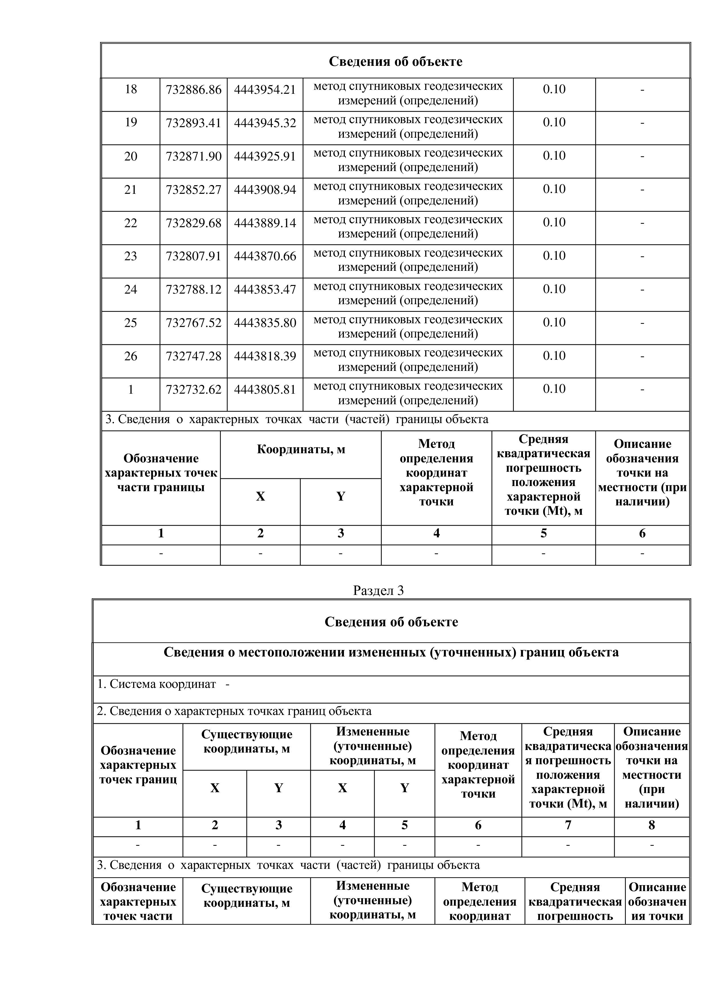 Сведения об объекте
18 732886.86 4443954.21 метод спутниковых геодезических измерений (определений) 0.10 -
19 732893.41 4443945.32 метод спутниковых геодезических измерений (определений) 0.10 -
20 732871.90 4443925.91 метод спутниковых геодезических измерений (определений) 0.10 -
21 732852.27 4443908.94 метод спутниковых геодезических измерений (определений) 0.10 -
22 732829.68 4443889.14 метод спутниковых геодезических измерений (определений) 0.10 -
23 732807.91 4443870.66 метод спутниковых геодезических измерений (определений) 0.10 -
24 732788.12 4443853.47 метод спутниковых геодезических измерений (определений) 0.10 -
25 732767.52 4443835.80 метод спутниковых геодезических измерений (определений) 0.10 -
26 732747.28 4443818.39 метод спутниковых геодезических измерений (определений) 0.10 -
1 732732.62 4443805.81 метод спутниковых геодезических измерений (определений) 0.10 -
3. Сведения о характерных точках части (частей) границы объекта
Обозначение
характерных точек
части границы
Координаты, м
X Y
Метод
определения
координат
характерной
точки
Средняя
квадратическая
погрешность
положения
характерной
точки (Mt), м
Описание
обозначения
точки на
местности (при
наличии)
1 2 3 4 5 6
- - - - - -
Раздел 3
Сведения об объекте
Сведения о местоположении измененных (уточненных) границ объекта
1. Система координат -
2. Сведения о характерных точках границ объекта
Обозначение
характерных
точек границ
Существующие
координаты, м
X Y
Измененные
(уточненные)
координаты, м
X Y
Метод
определения
координат
характерной
точки
Средняя
квадратическа
я погрешность
положения
характерной
точки (Mt), м
Описание
обозначения
точки на
местности
(при
наличии)
1 2 3 4 5 6 7 8
- - - - - - - -
3. Сведения о характерных точках части (частей) границы объекта
Обозначение
характерных
точек части
Существующие
координаты, м
Измененные
(уточненные)
координаты, м
Метод
определения
координат
Средняя
квадратическая
погрешность
Описание
обозначен
ия точки